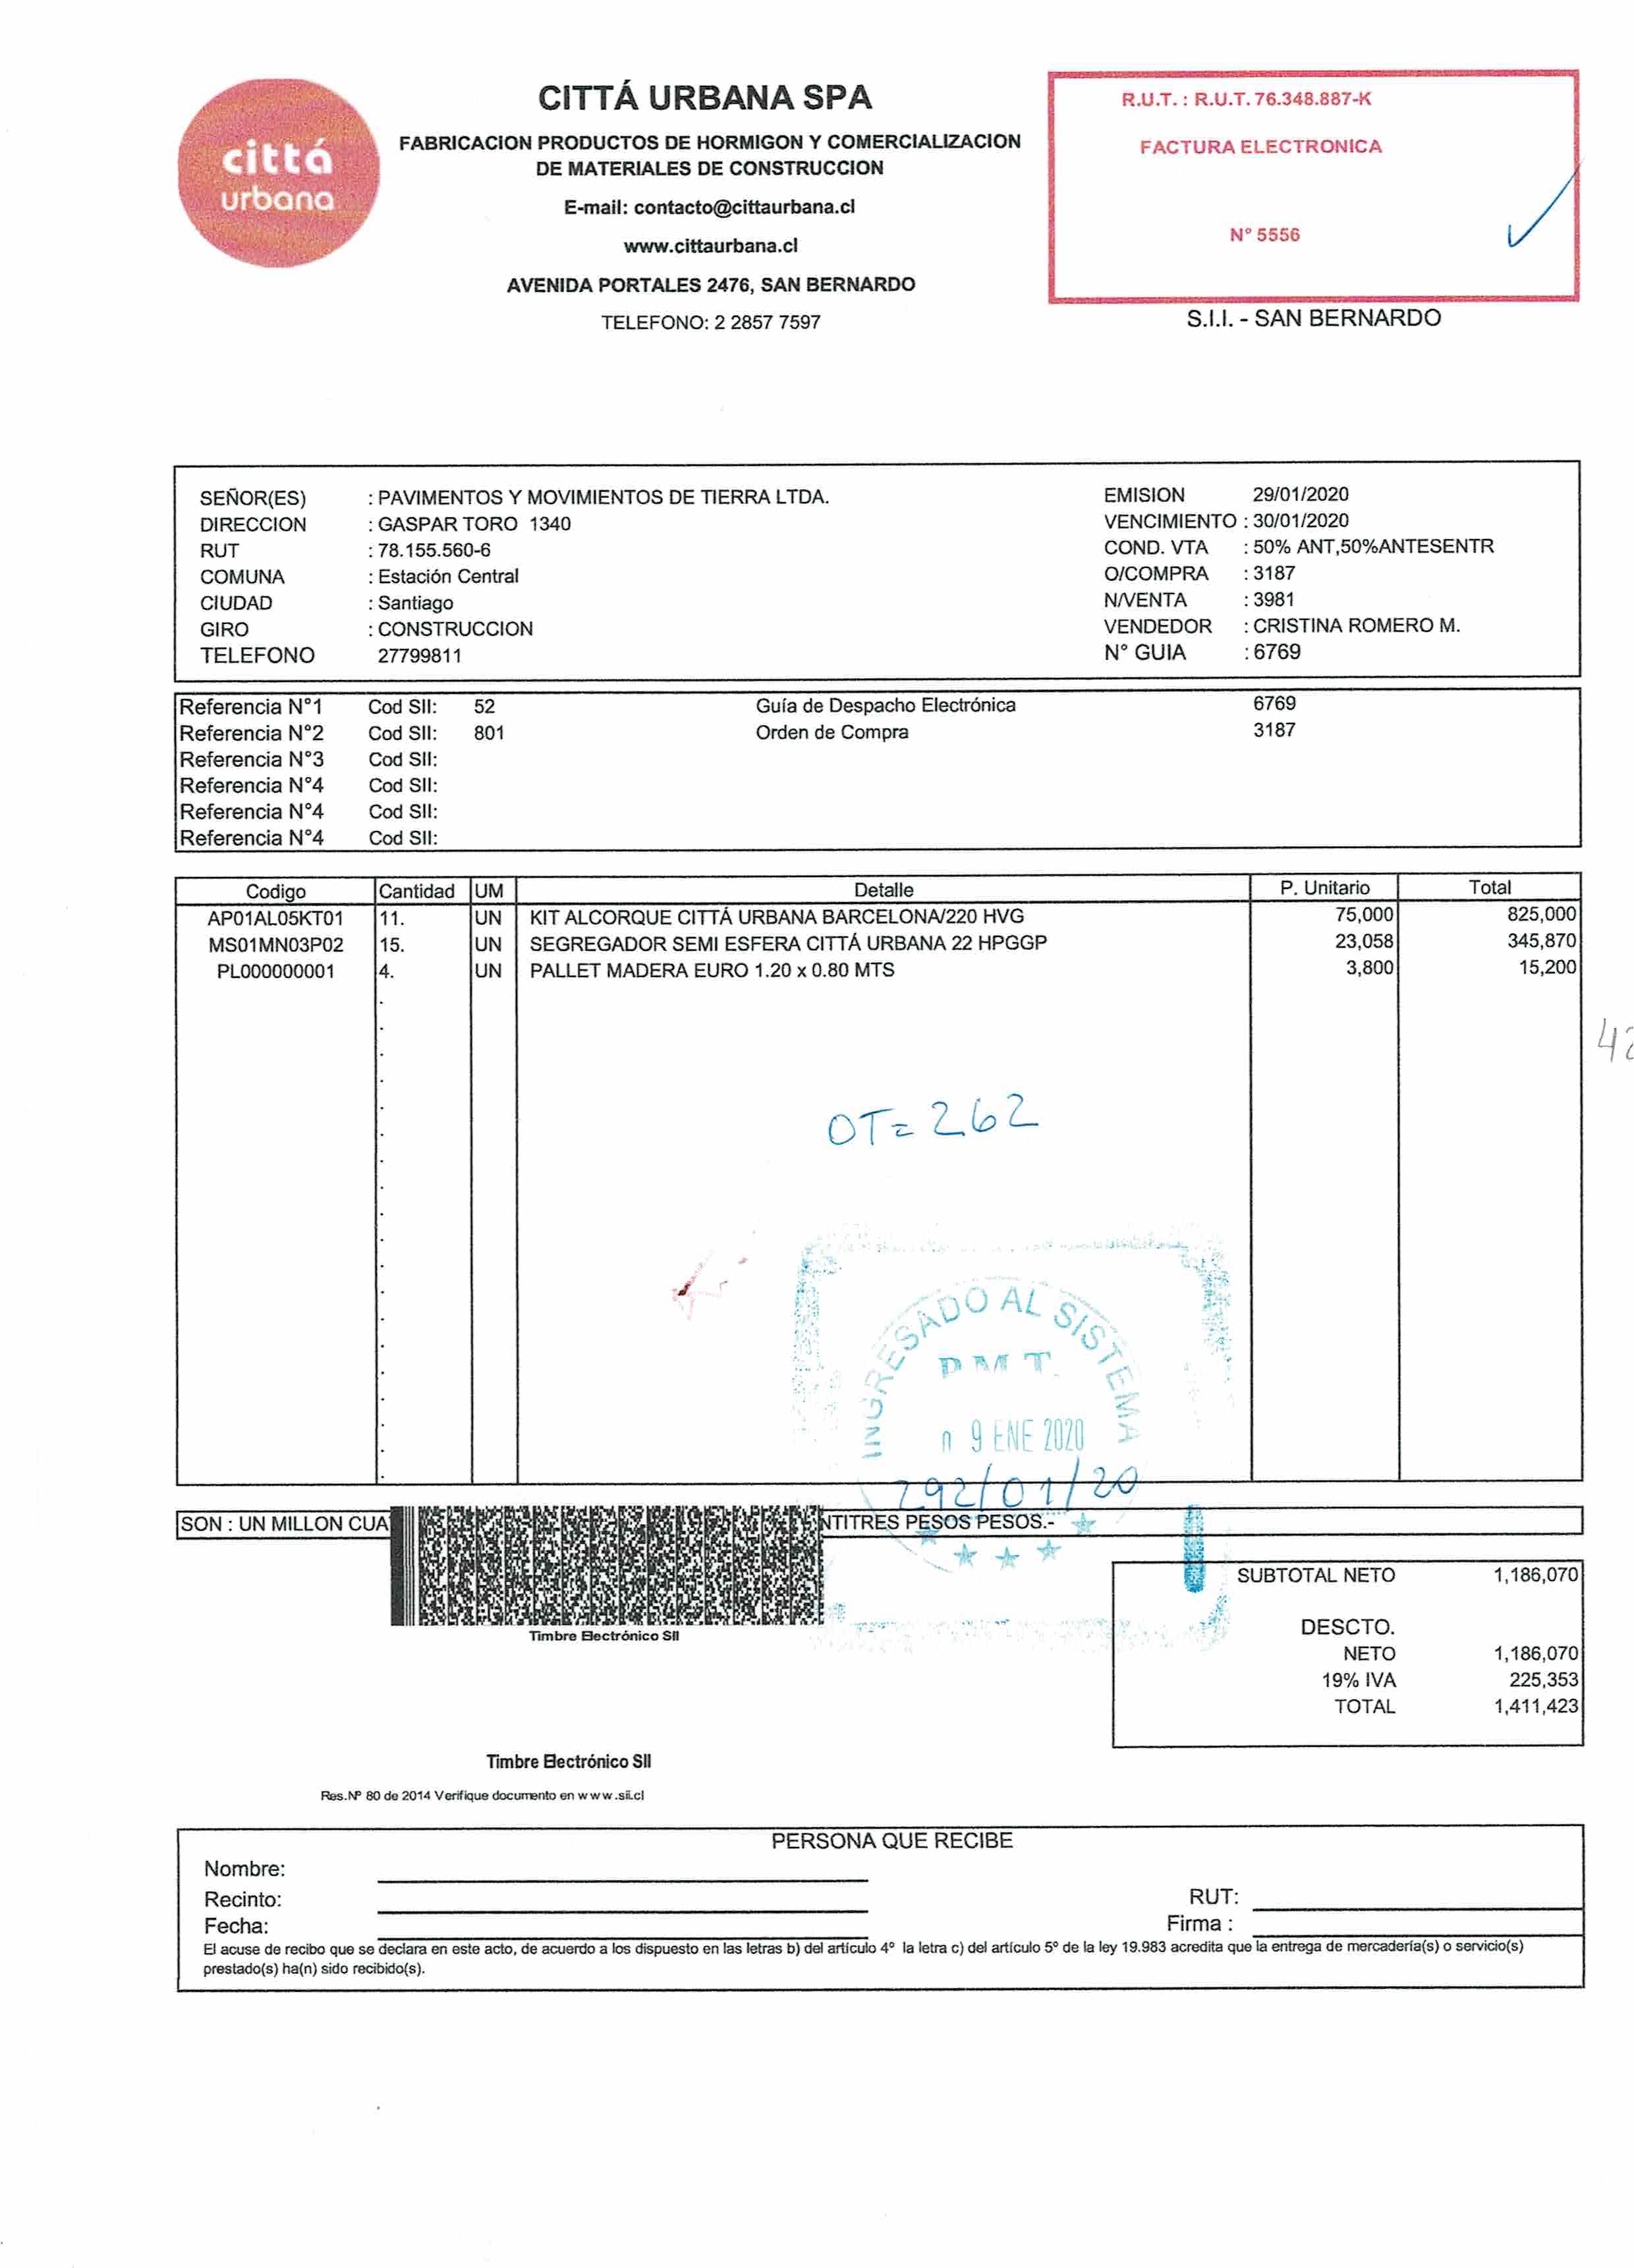 cittá
urbana
CITTÁ URBANA SPA
FABRICACION PRODUCTOS DE HORMIGON Y COMERCIALIZACION
DE MATERIALES DE CONSTRUCCION
E-mail: contacto@cittaurbana.cl
www.cittaurbana.cl
AVENIDA PORTALES 2476, SAN BERNARDO
TELEFONO: 2 2857 7597
R.U.T. : R.U.T. 76.348.887-K
FACTURA ELECTRONICA
N° 5556
S.I.I. - SAN BERNARDO
SEÑOR(ES) : PAVIMENTOS Y MOVIMIENTOS DE TIERRA LTDA.
DIRECCION : GASPAR TORO 1340
RUT : 78.155.560-6
COMUNA : Estación Central
CIUDAD : Santiago
GIRO : CONSTRUCCION
TELEFONO 27799811
EMISION 29/01/2020
VENCIMIENTO : 30/01/2020
COND. VTA : 50% ANT,50%ANTESENTR
O/COMPRA : 3187
N/VENTA : 3981
VENDEDOR : CRISTINA ROMERO M.
N° GUIA : 6769
Referencia N°1 Cod SII: 52 Guía de Despacho Electrónica 6769
Referencia N°2 Cod SII: 801 Orden de Compra 3187
Referencia N°3 Cod SII:
Referencia N°4 Cod SII:
Referencia N°4 Cod SII:
Referencia N°4 Cod SII:
Codigo Cantidad UM Detalle P. Unitario Total
AP01AL05KT01 11. UN KIT ALCORQUE CITTÁ URBANA BARCELONA/220 HVG 75,000 825,000
MS01MN03P02 15. UN SEGREGADOR SEMI ESFERA CITTÁ URBANA 22 HPGGP 23,058 345,870
PL000000001 4. UN PALLET MADERA EURO 1.20 x 0.80 MTS 3,800 15,200
OT= 262
INGRESADO AL SISTEMA
P M T.
9 ENE 2020
292/01/20
SON : UN MILLON CUA NTITRES PESOS PESOS.-
Timbre Electrónico SII
SUBTOTAL NETO 1,186,070
DESCTO.
NETO 1,186,070
19% IVA 225,353
TOTAL 1,411,423
Timbre Electrónico SII
Res.Nº 80 de 2014 Verifique documento en www.sii.cl
PERSONA QUE RECIBE
Nombre:
Recinto:
Fecha:
RUT:
Firma :
El acuse de recibo que se declara en este acto, de acuerdo a los dispuesto en las letras b) del artículo 4° la letra c) del artículo 5° de la ley 19.983 acredita que la entrega de mercadería(s) o servicio(s)
prestado(s) ha(n) sido recibido(s).